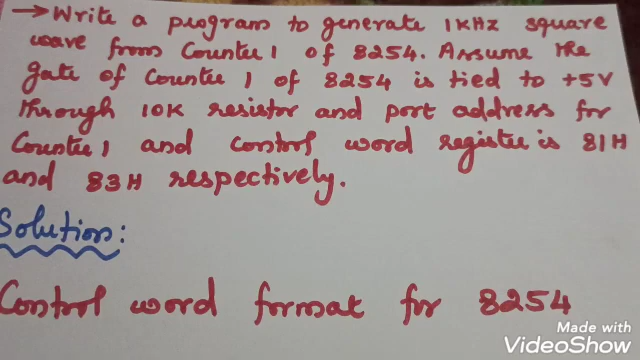 → Write a program to generate 1KHz square
wave from Counter 1 of 8254. Assume the
gate of Counter 1 of 8254 is tied to +5V
through 10K resistor and port address for
Counter 1 and control word register is 81H
and 83H respectively.
Solution:
Control word format for 8254
Made with
VideoShow